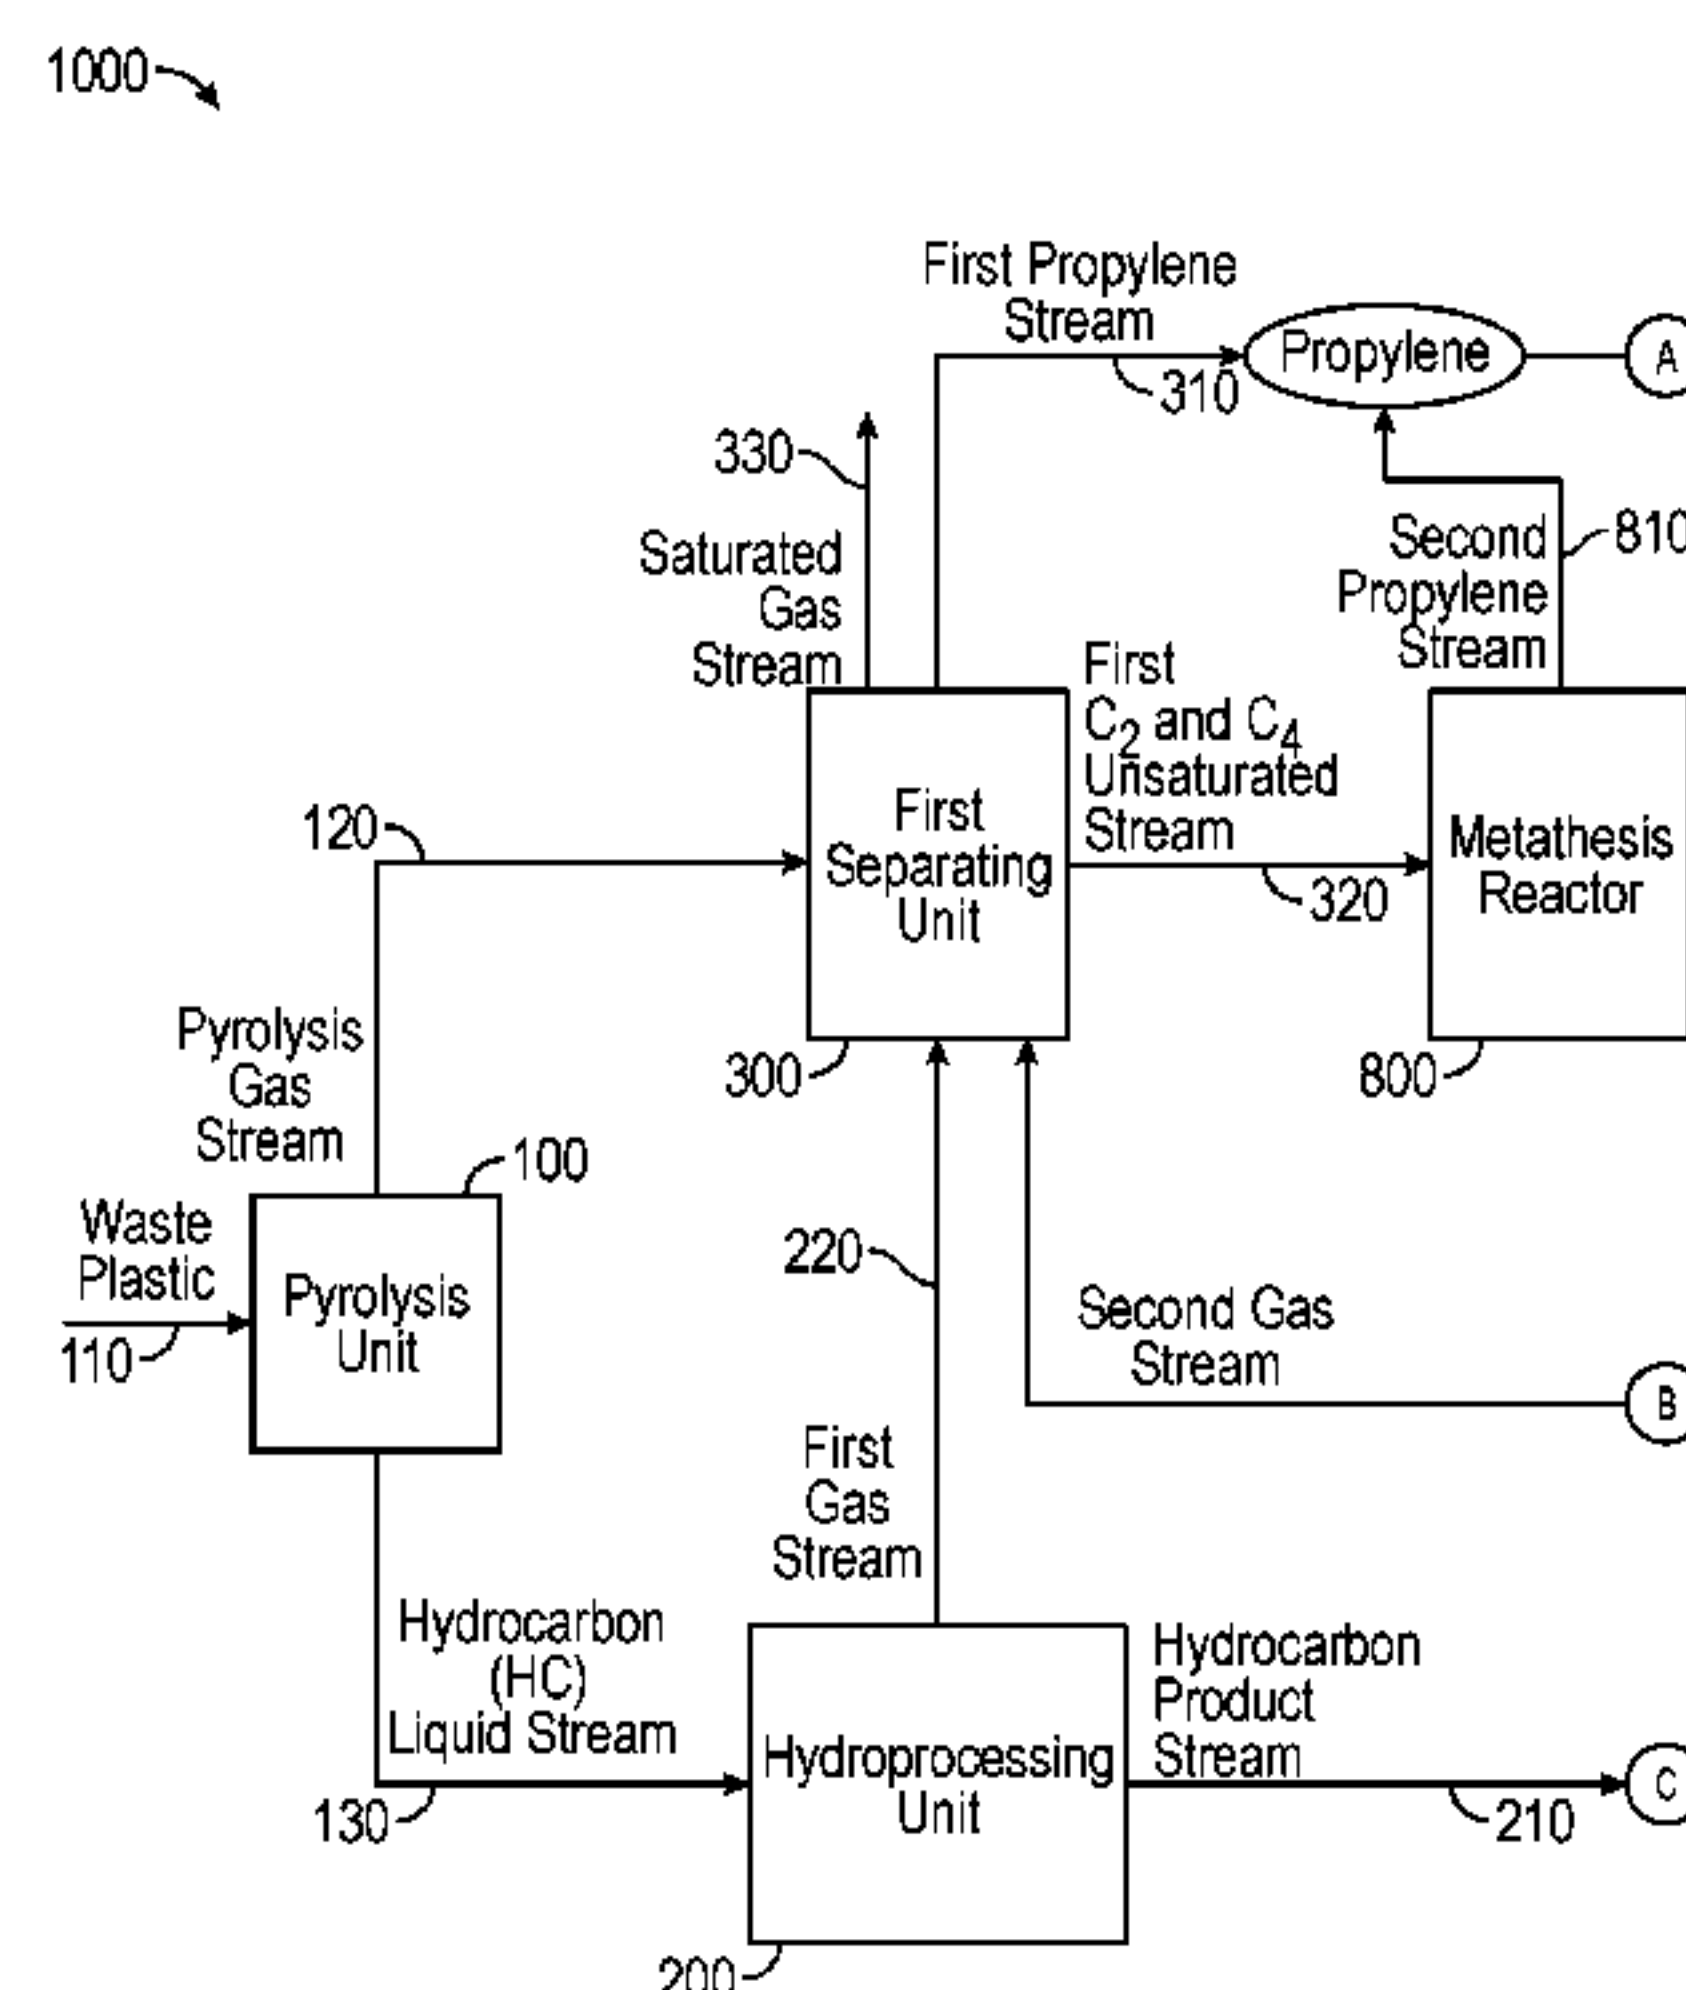 1000
First Propylene
Stream
Propylene
A
310
330
Saturated
Gas
Stream
Second
Propylene
Stream
810
First
C2 and C4
Unsaturated
Stream
120
First
Separating
Unit
Metathesis
Reactor
320
Pyrolysis
Gas
Stream
300
800
100
Waste
Plastic
110
Pyrolysis
Unit
220
Second Gas
Stream
B
First
Gas
Stream
Hydrocarbon
(HC)
Liquid Stream
130
Hydroprocessing
Unit
Hydrocarbon
Product
Stream
210
C
200